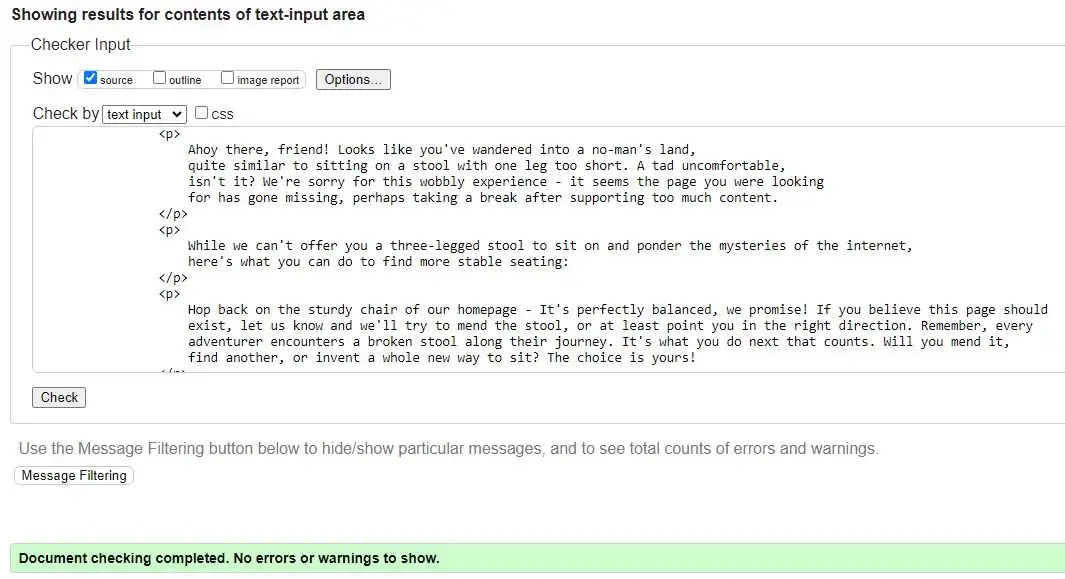 Showing results for contents of text-input area
Checker Input
Show source outline image report Options...
Check by text input css
<p>
Ahoy there, friend! Looks like you've wandered into a no-man's land,
quite similar to sitting on a stool with one leg too short. A tad uncomfortable,
isn't it? We're sorry for this wobbly experience - it seems the page you were looking
for has gone missing, perhaps taking a break after supporting too much content.
</p>
<p>
While we can't offer you a three-legged stool to sit on and ponder the mysteries of the internet,
here's what you can do to find more stable seating:
</p>
<p>
Hop back on the sturdy chair of our homepage - It's perfectly balanced, we promise! If you believe this page should
exist, let us know and we'll try to mend the stool, or at least point you in the right direction. Remember, every
adventurer encounters a broken stool along their journey. It's what you do next that counts. Will you mend it,
find another, or invent a whole new way to sit? The choice is yours!
Check
Use the Message Filtering button below to hide/show particular messages, and to see total counts of errors and warnings.
Message Filtering
Document checking completed. No errors or warnings to show.